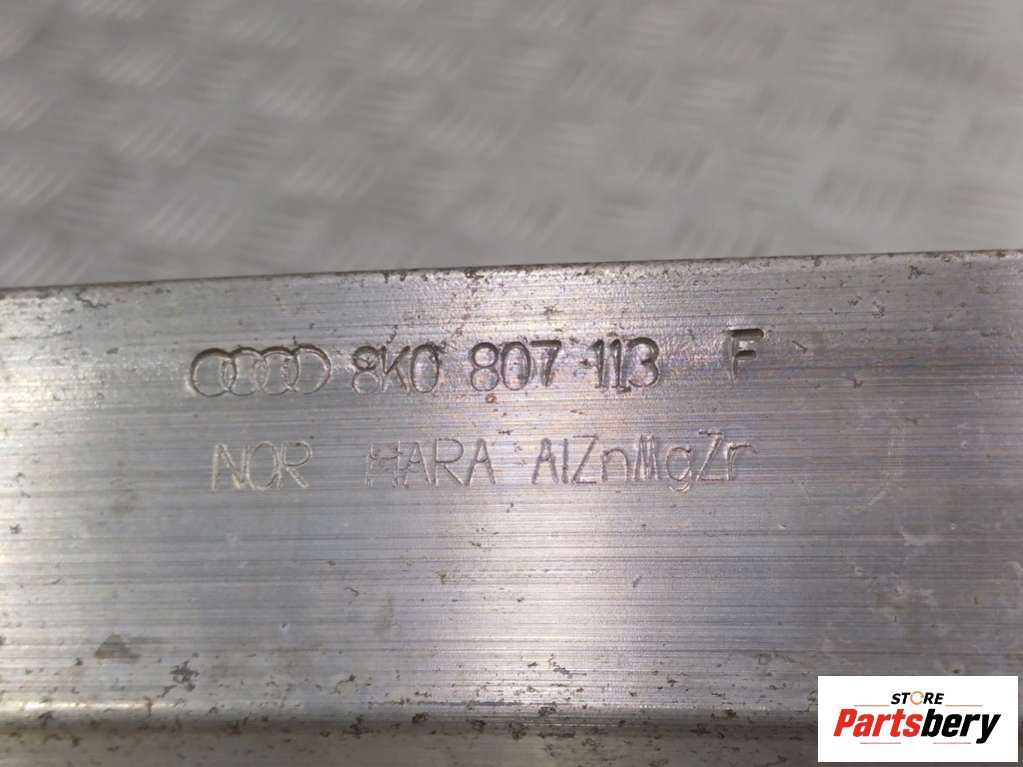 8K0 807 113 F
NOR HARA AlZnMgZr
STORE
Partsbery